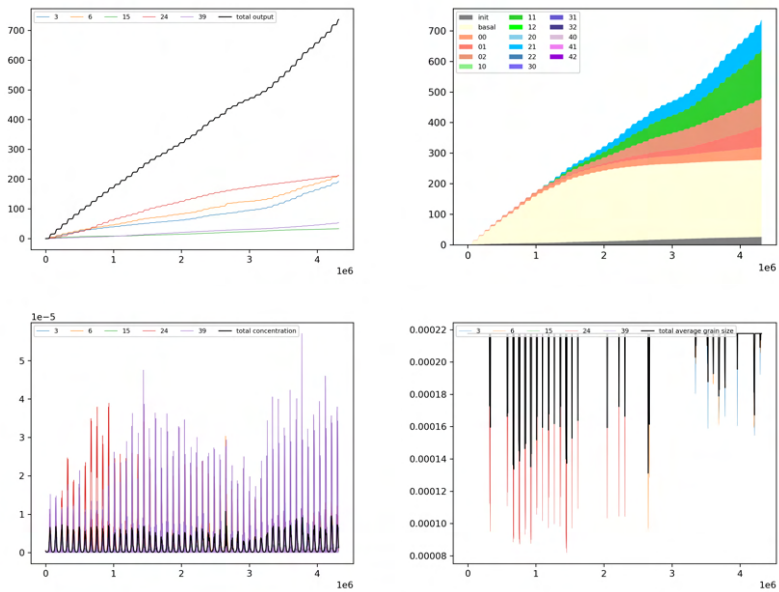 3 6 15 24 39 total output
700
600
500
400
300
200
100
0
0 1 2 3 4
1e6
init 11 31
basal 12 32
00 20 40
01 21 41
02 22 42
10 30
700
600
500
400
300
200
100
0
0 1 2 3 4
1e6
1e−5
3 6 15 24 39 total concentration
5
4
3
2
1
0
0 1 2 3 4
1e6
3 6 15 24 39 total average grain size
0.00022
0.00020
0.00018
0.00016
0.00014
0.00012
0.00010
0.00008
0 1 2 3 4
1e6